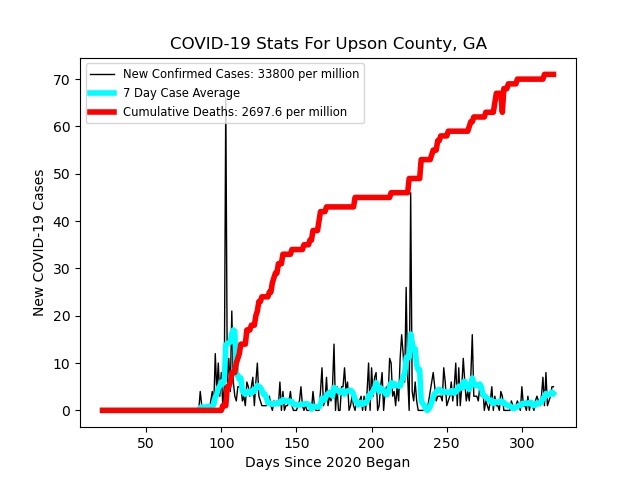 COVID-19 Stats For Upson County, GA
New Confirmed Cases: 33800 per million
7 Day Case Average
Cumulative Deaths: 2697.6 per million
New COVID-19 Cases
70
60
50
40
30
20
10
0
50 100 150 200 250 300
Days Since 2020 Began